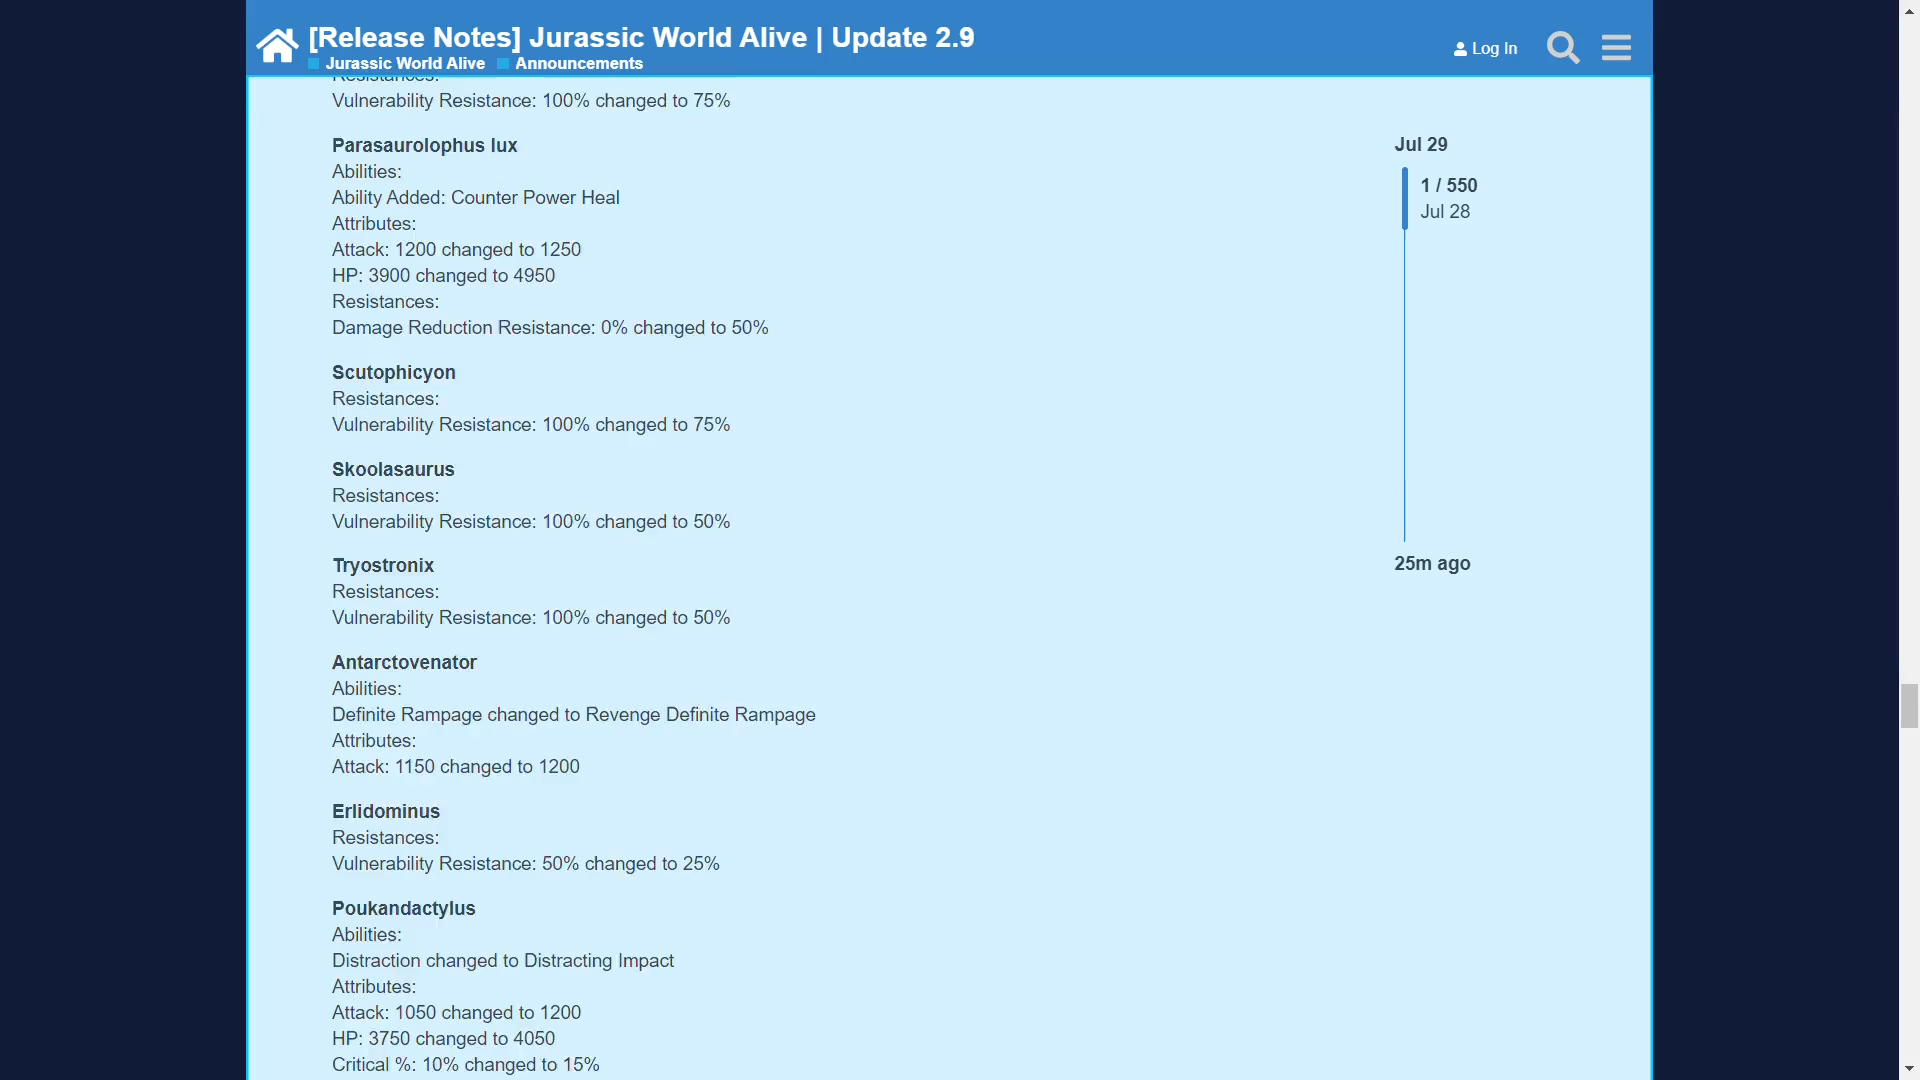 [Release Notes] Jurassic World Alive | Update 2.9
Jurassic World Alive Announcements
Log In
Resistances:
Vulnerability Resistance: 100% changed to 75%
Parasaurolophus lux
Abilities:
Ability Added: Counter Power Heal
Attributes:
Attack: 1200 changed to 1250
HP: 3900 changed to 4950
Resistances:
Damage Reduction Resistance: 0% changed to 50%
Scutophicyon
Resistances:
Vulnerability Resistance: 100% changed to 75%
Skoolasaurus
Resistances:
Vulnerability Resistance: 100% changed to 50%
Tryostronix
Resistances:
Vulnerability Resistance: 100% changed to 50%
Antarctovenator
Abilities:
Definite Rampage changed to Revenge Definite Rampage
Attributes:
Attack: 1150 changed to 1200
Erlidominus
Resistances:
Vulnerability Resistance: 50% changed to 25%
Poukandactylus
Abilities:
Distraction changed to Distracting Impact
Attributes:
Attack: 1050 changed to 1200
HP: 3750 changed to 4050
Critical %: 10% changed to 15%
Jul 29
1 / 550
Jul 28
25m ago